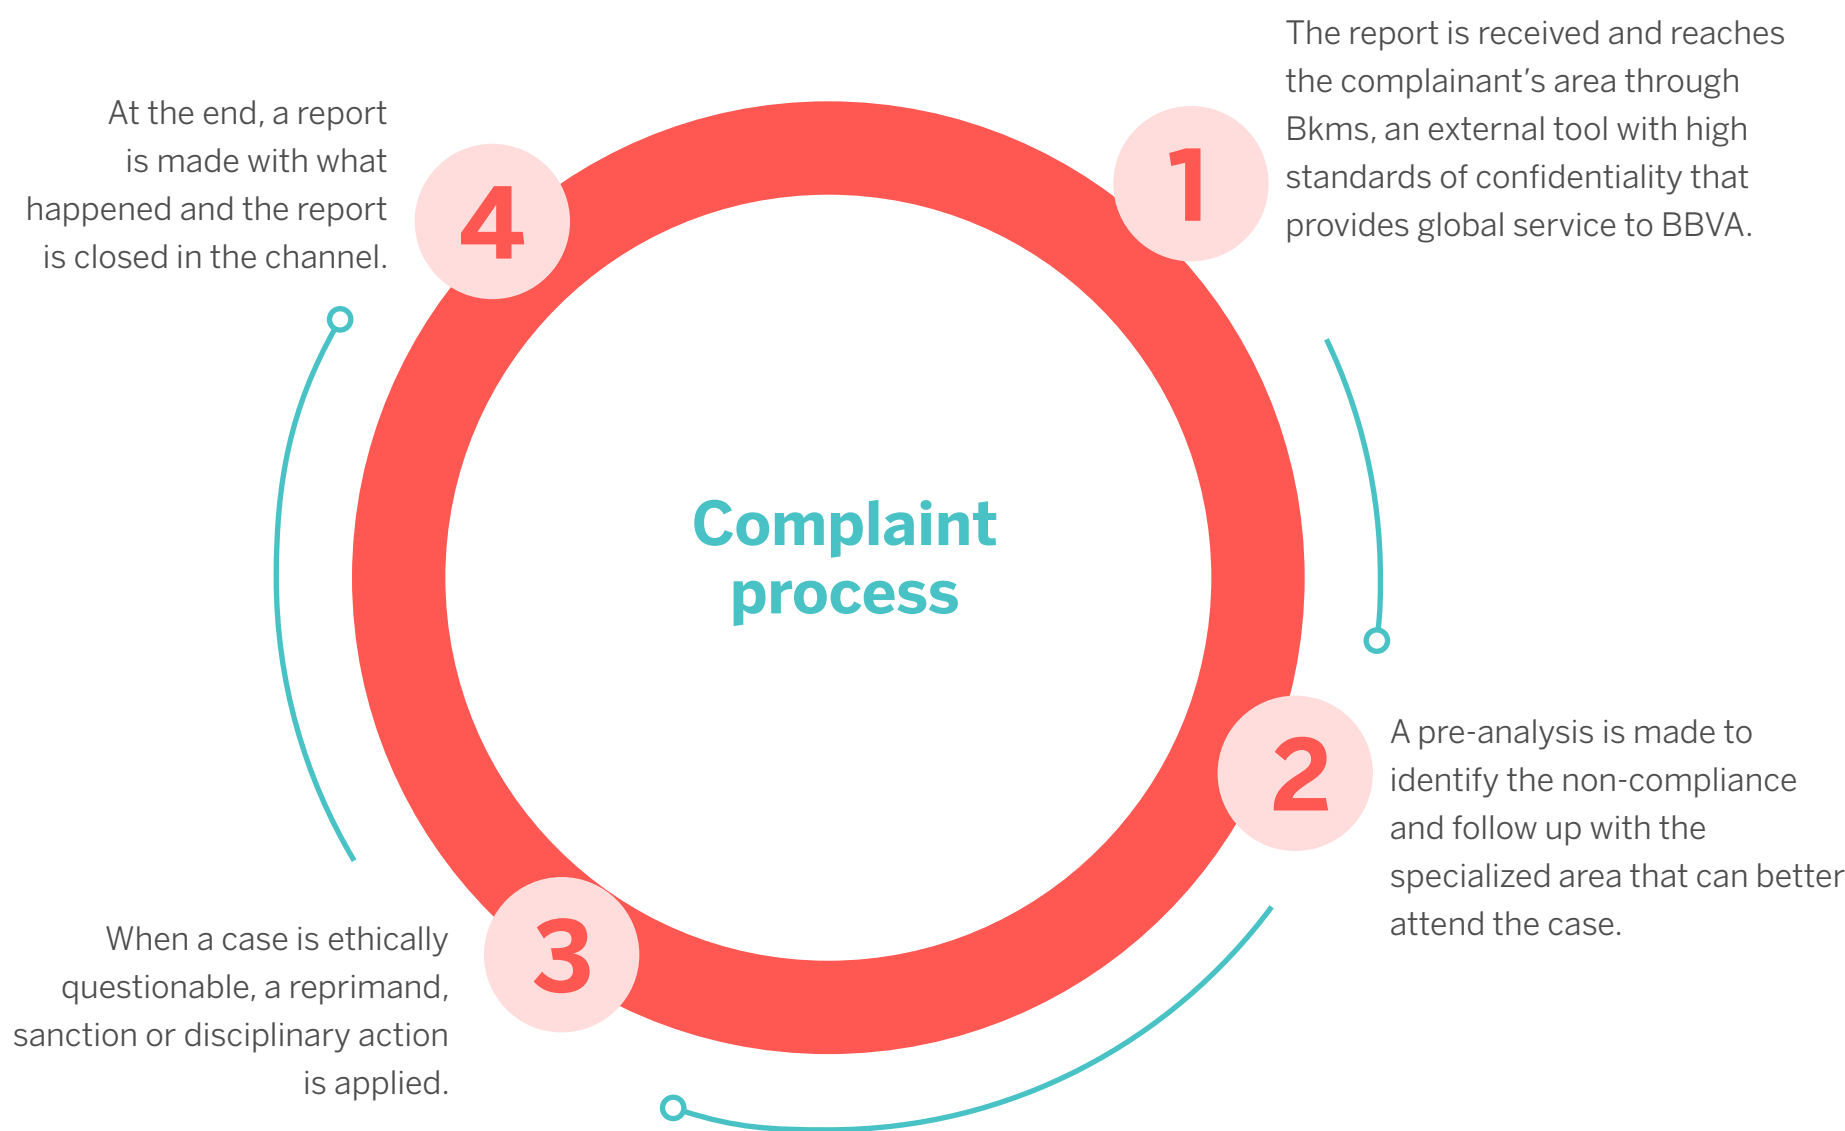 Complaint
process
1
The report is received and reaches
the complainant’s area through
Bkms, an external tool with high
standards of confidentiality that
provides global service to BBVA.
2
A pre-analysis is made to
identify the non-compliance
and follow up with the
specialized area that can better
attend the case.
3
When a case is ethically
questionable, a reprimand,
sanction or disciplinary action
is applied.
4
At the end, a report
is made with what
happened and the report
is closed in the channel.